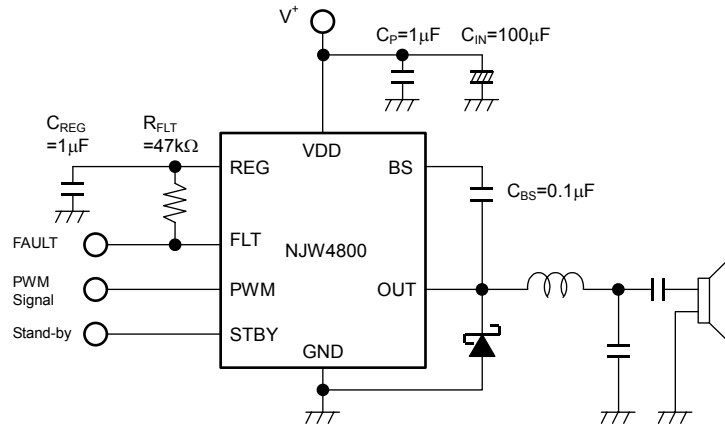 V+
CP=1μF
CIN=100μF
CREG
=1μF
RFLT
=47kΩ
VDD
REG
BS
CBS=0.1μF
FAULT
FLT
NJW4800
PWM
Signal
PWM
OUT
Stand-by
STBY
GND